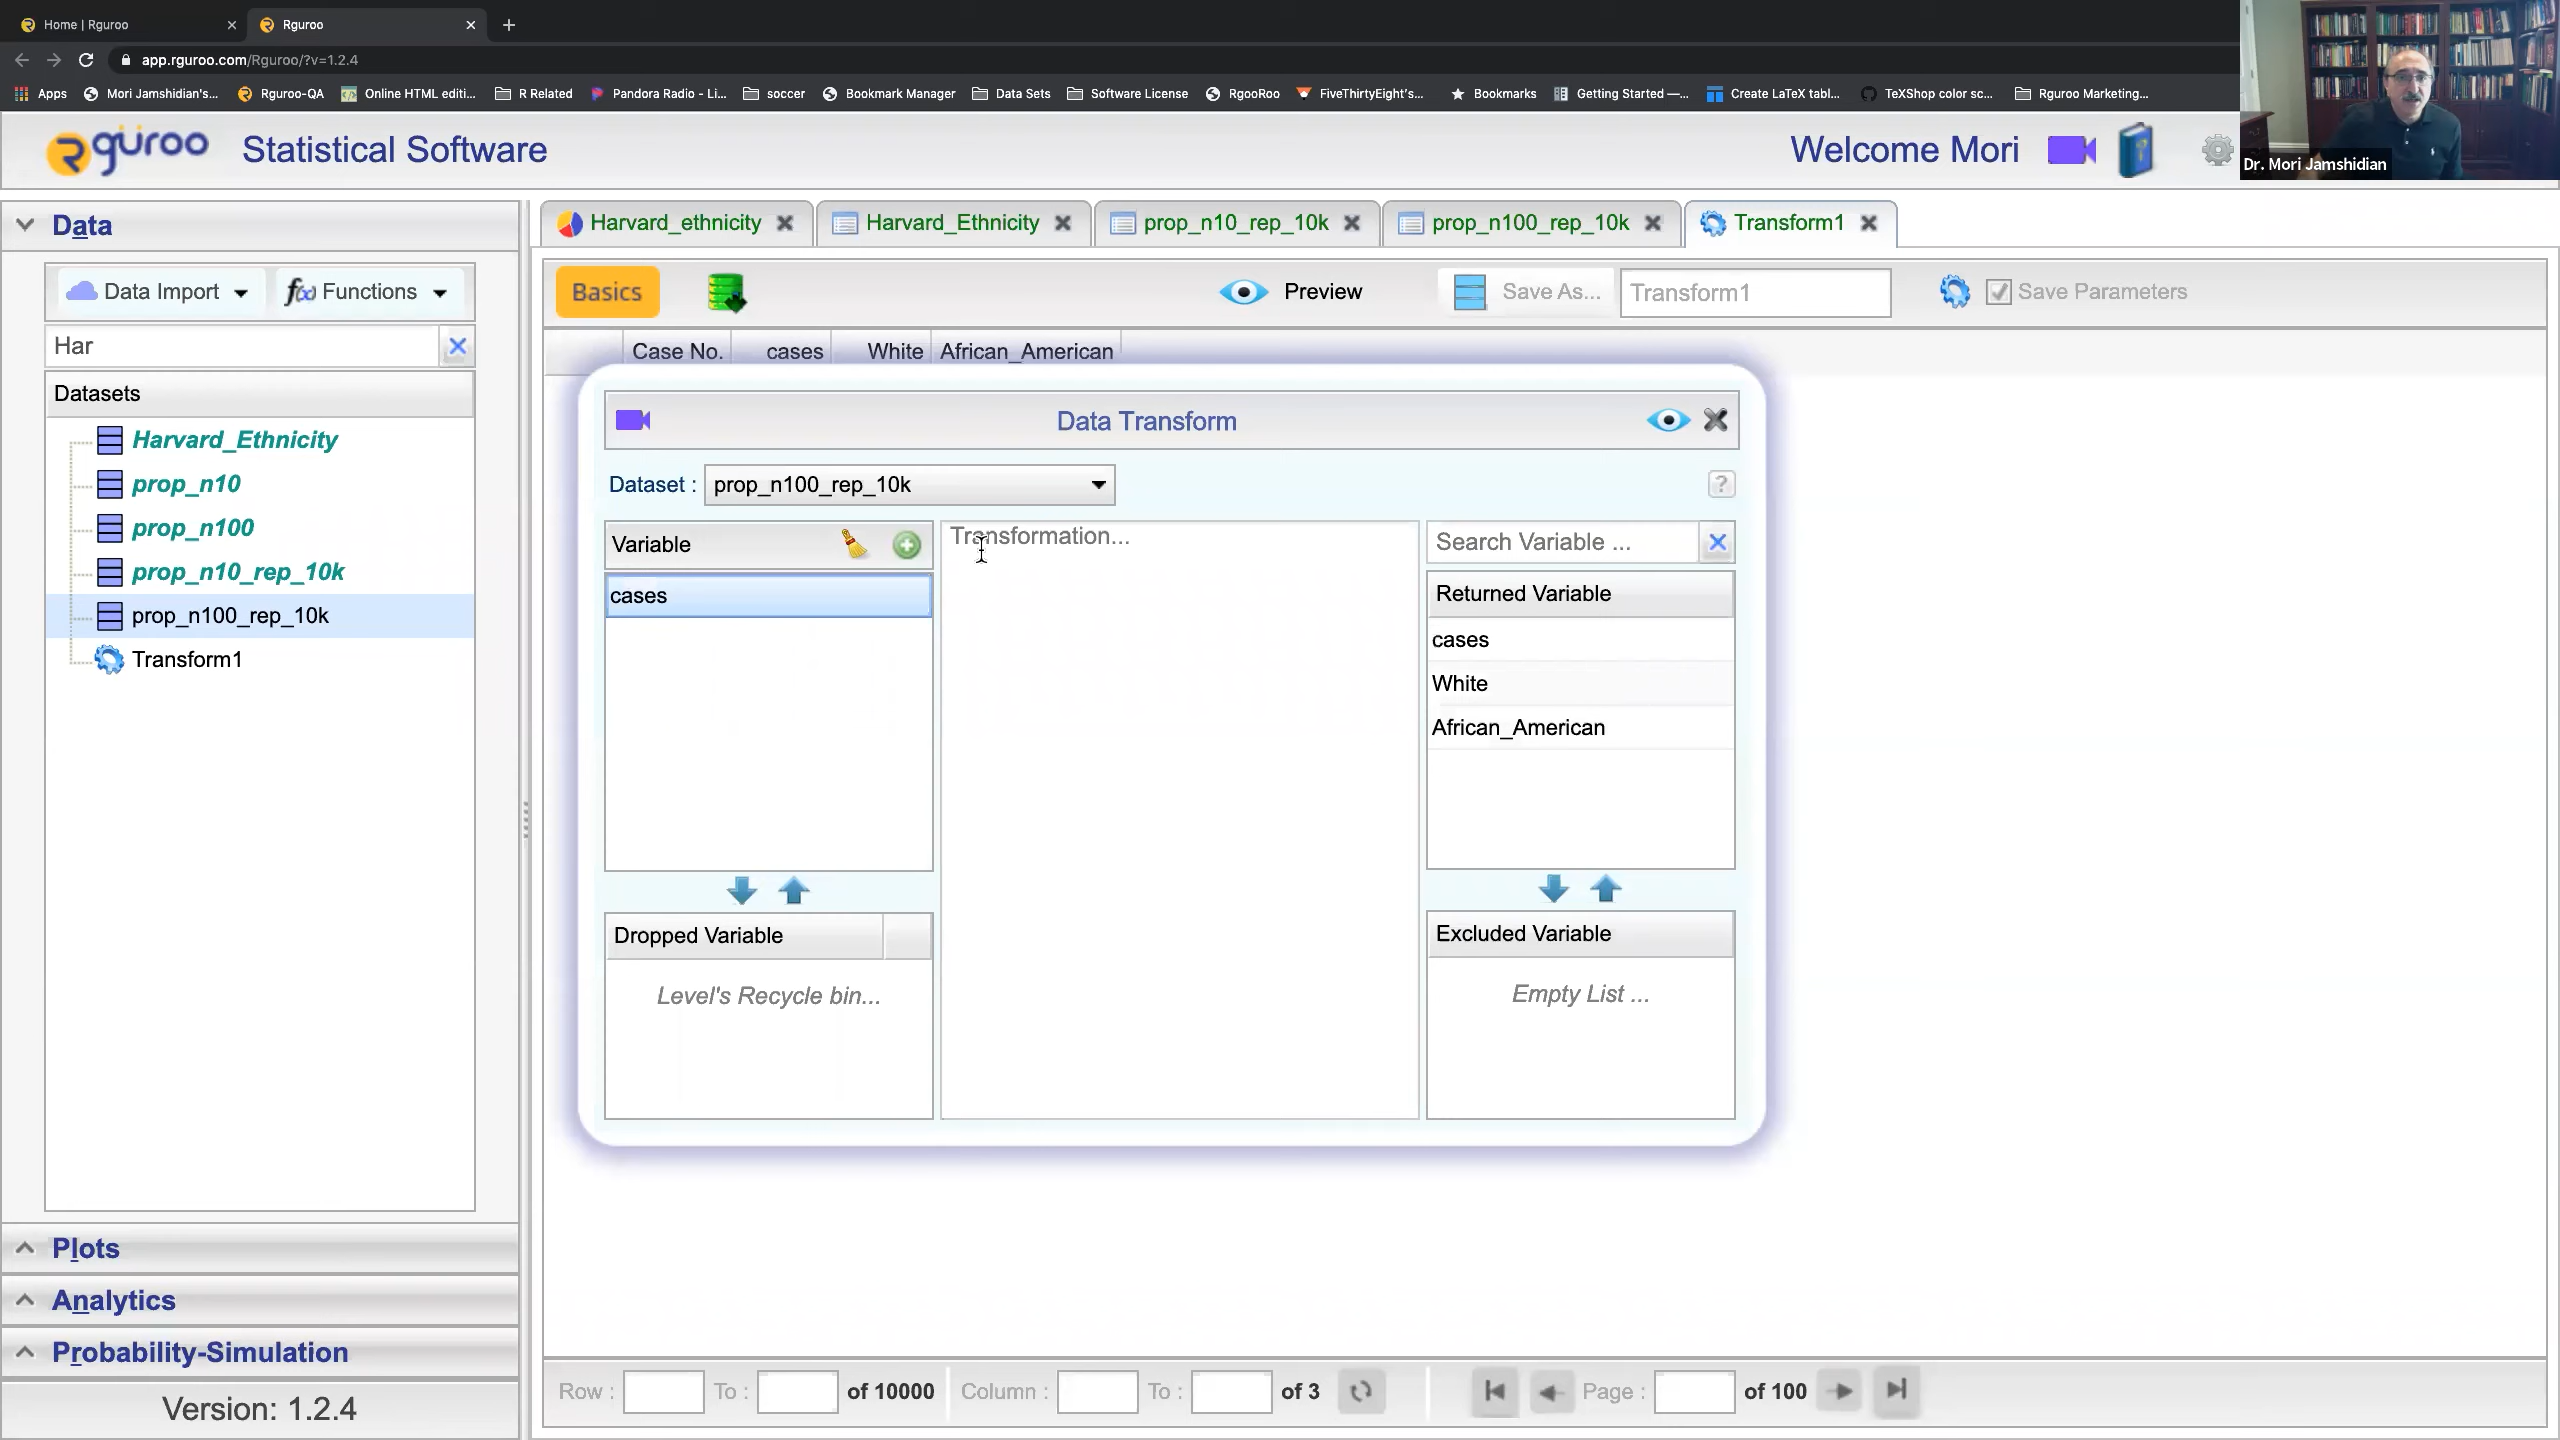 Home | Rguroo
Rguroo
app.rguroo.com/Rguroo/?v=1.2.4
Apps Mori Jamshidian's... Rguroo-QA Online HTML editi... R Related Pandora Radio - Li... soccer Bookmark Manager Data Sets Software License RgooRoo FiveThirtyEight's... Bookmarks Getting Started —... Create LaTeX tabl... TeXShop color sc... Rguroo Marketing...
rgüroo Statistical Software
Welcome Mori
Dr. Mori Jamshidian
Data
Data Import
f(x) Functions
Har
Datasets
Harvard_Ethnicity
prop_n10
prop_n100
prop_n10_rep_10k
prop_n100_rep_10k
Transform1
Plots
Analytics
Probability-Simulation
Version: 1.2.4
Harvard_ethnicity Harvard_Ethnicity prop_n10_rep_10k prop_n100_rep_10k Transform1
Basics Preview Save As... Transform1 Save Parameters
Case No. cases White African_American
Data Transform
Dataset : prop_n100_rep_10k ?
Variable
cases
Dropped Variable
Level's Recycle bin...
Transformation...
Search Variable ...
Returned Variable
cases
White
African_American
Excluded Variable
Empty List ...
Row : To : of 10000 Column : To : of 3 Page : of 100